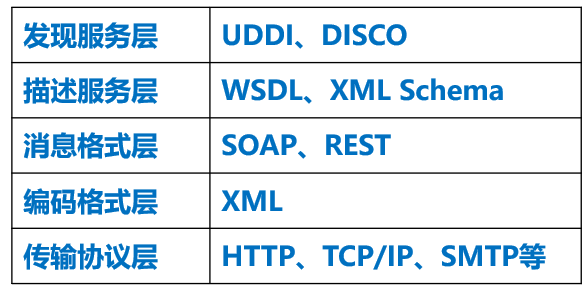 发现服务层 UDDI、DISCO
描述服务层 WSDL、XML Schema
消息格式层 SOAP、REST
编码格式层 XML
传输协议层 HTTP、TCP/IP、SMTP等